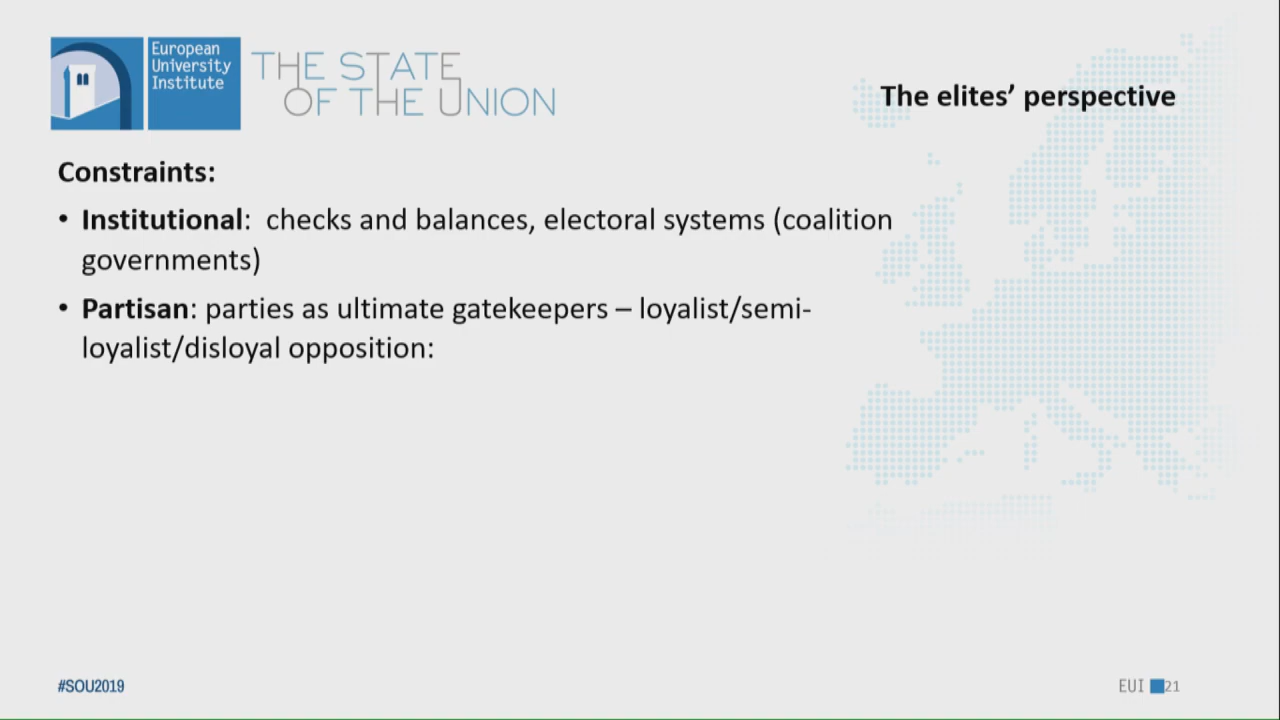 European
University
Institute
THE STATE
OF THE UNION
The elites’ perspective
Constraints:
• Institutional:  checks and balances, electoral systems (coalition
governments)
• Partisan: parties as ultimate gatekeepers – loyalist/semi-
loyalist/disloyal opposition:
#SOU2019
EUI 21